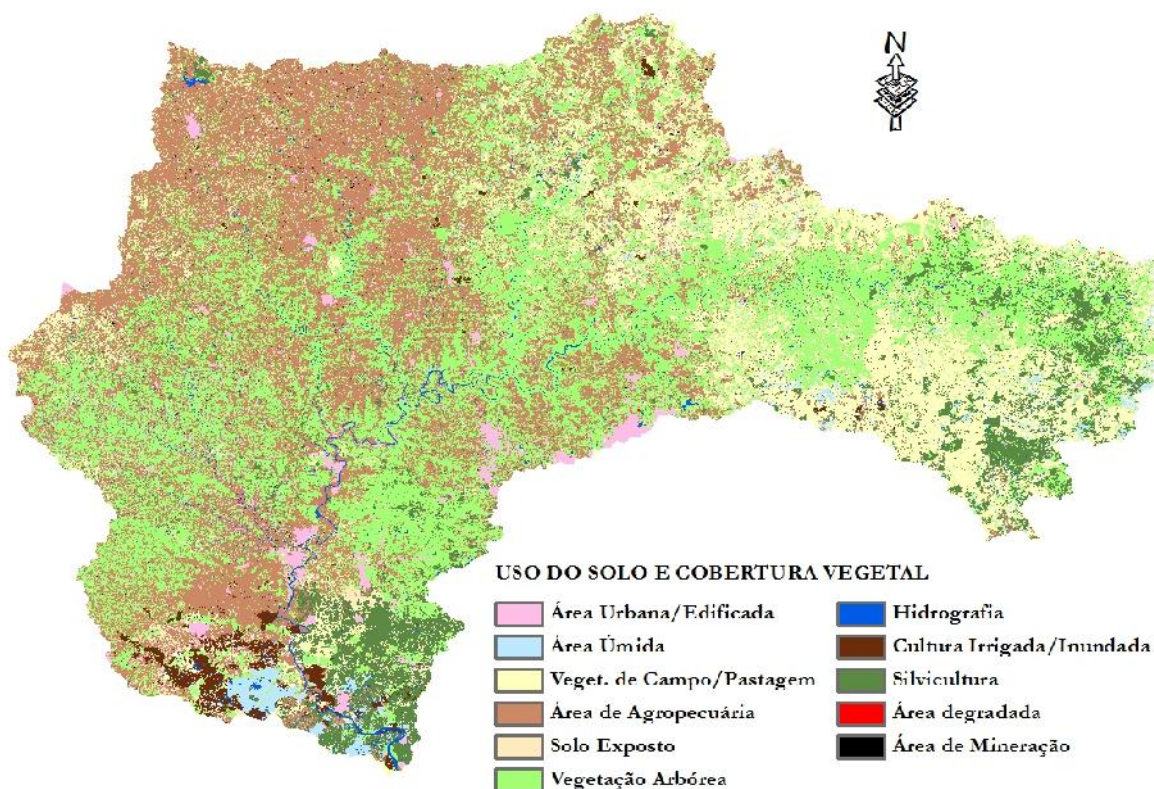 N
USO DO SOLO E COBERTURA VEGETAL
Área Urbana/Edificada
Área Úmida
Veget. de Campo/Pastagem
Área de Agropecuária
Solo Exposto
Vegetação Arbórea
Hidrografia
Cultura Irrigada/Inundada
Silvicultura
Área degradada
Área de Mineração